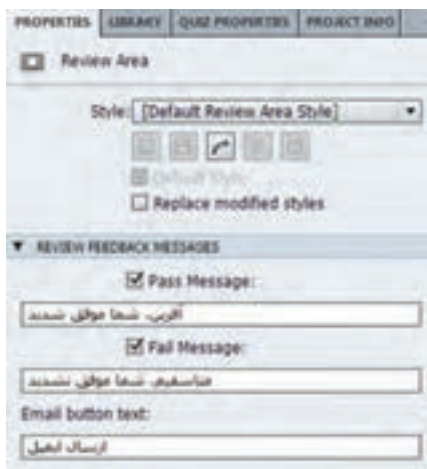 PROPERTIES LIBRARY QUIZ PROPERTIES PROJECT INFO
Review Area
Style: [Default Review Area Style]
Default Style
Replace modified styles
REVIEW FEEDBACK MESSAGES
Pass Message:
آفرین، شما موفق شدید
Fail Message:
متاسفیم، شما موفق نشدید
Email button text:
ارسال ایمیل